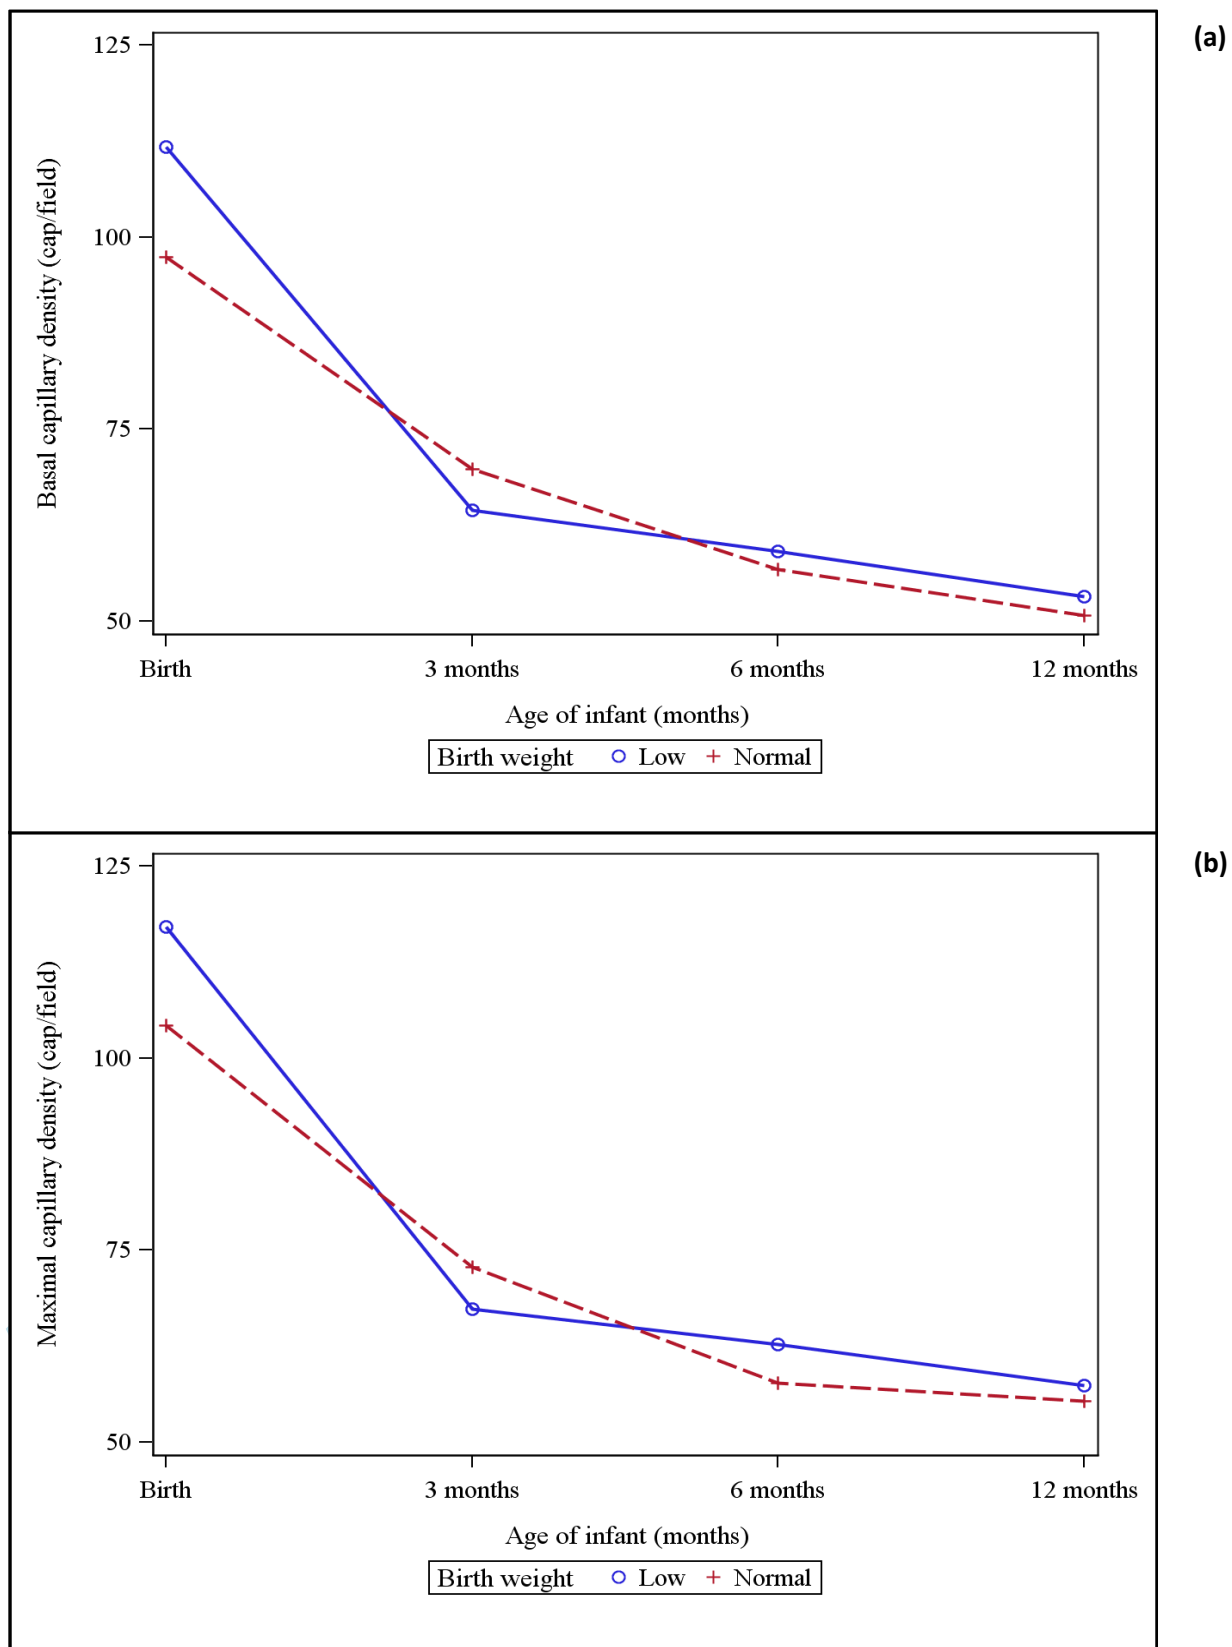 (a)
125
100
75
50
Basal capillary density (cap/field)
Birth 3 months 6 months 12 months
Age of infant (months)
Birth weight Low Normal
(b)
125
100
75
50
Maximal capillary density (cap/field)
Birth 3 months 6 months 12 months
Age of infant (months)
Birth weight Low Normal